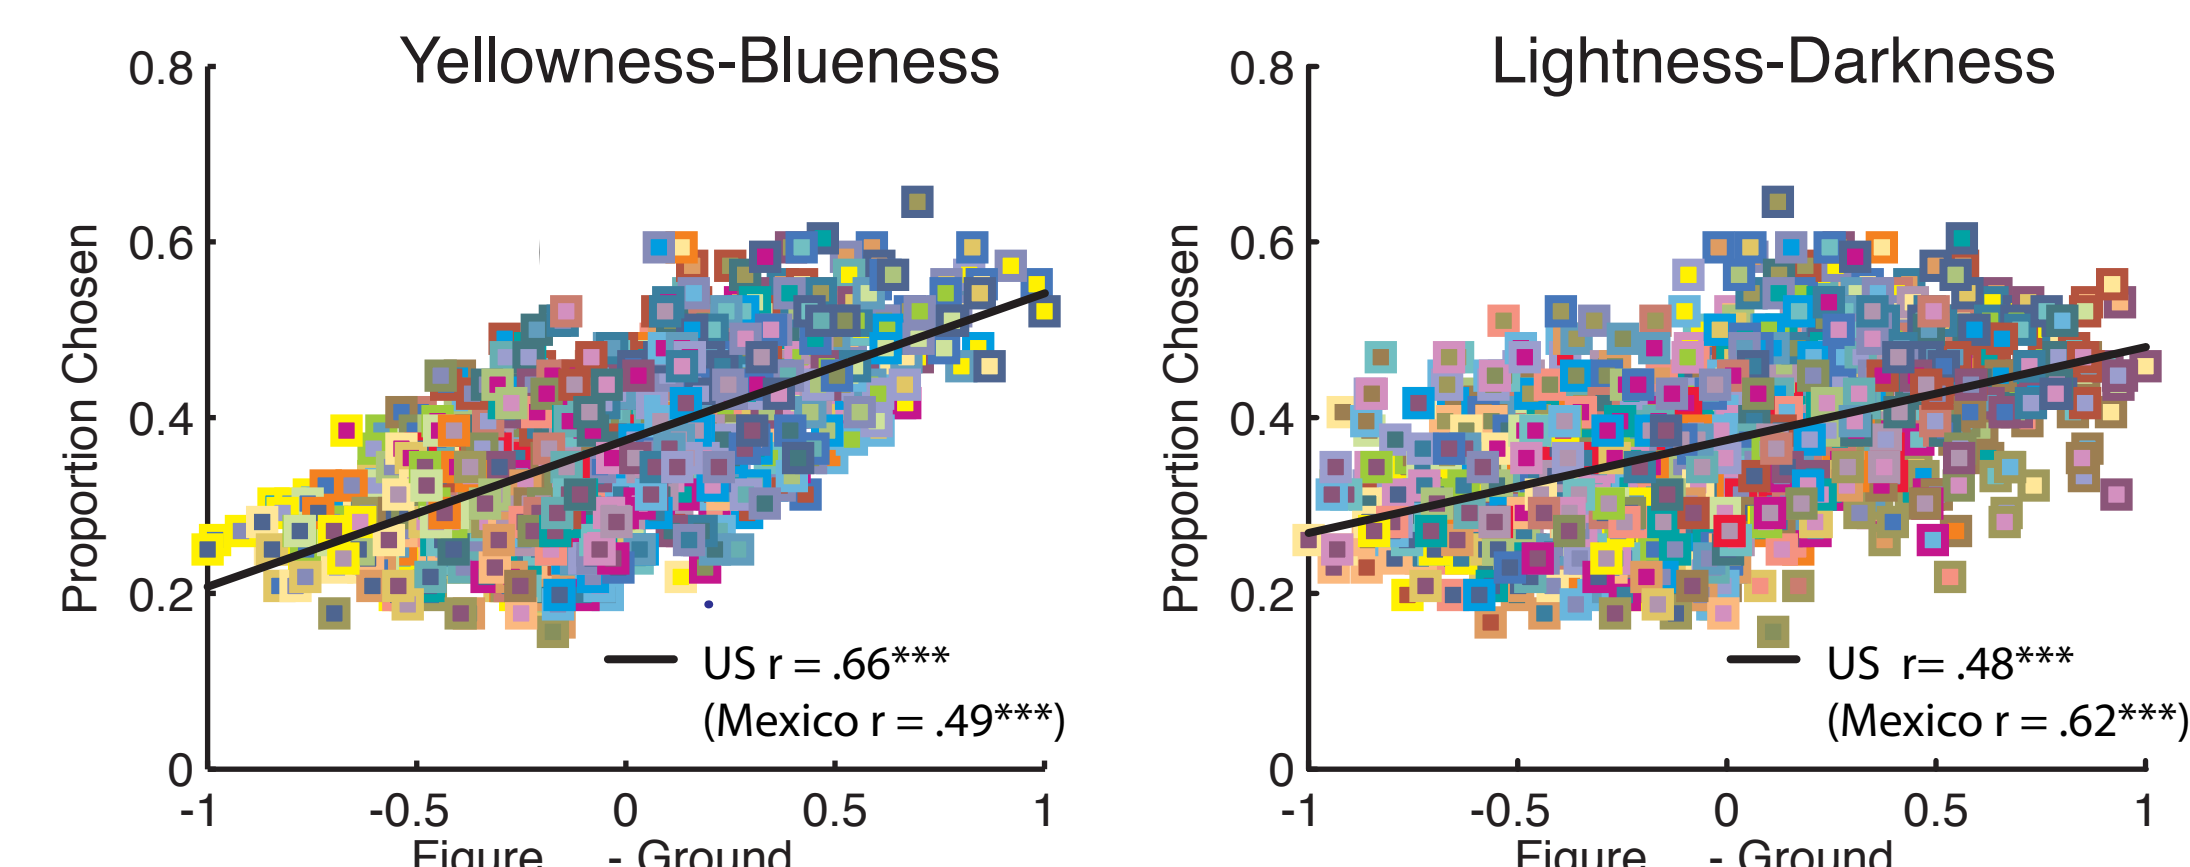 Yellowness-Blueness
Proportion Chosen
0.8
0.6
0.4
0.2
0
-1
-0.5
0
0.5
1
US r = .66***
(Mexico r = .49***)
Figure - Ground
Lightness-Darkness
Proportion Chosen
0.8
0.6
0.4
0.2
0
-1
-0.5
0
0.5
1
US r= .48***
(Mexico r = .62***)
Figure - Ground